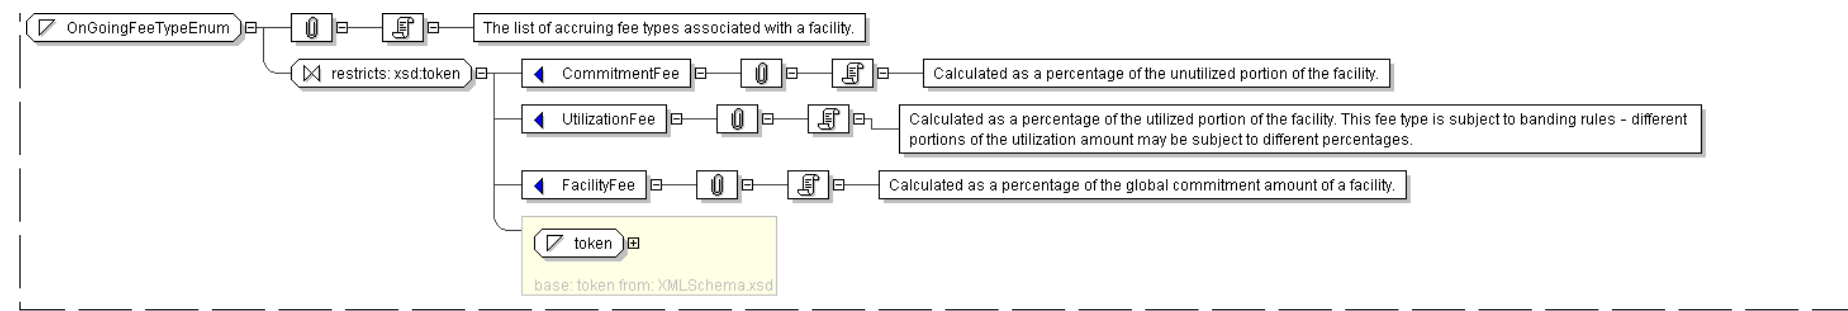 OnGoingFeeTypeEnum
The list of accruing fee types associated with a facility.
restricts: xsd:token
CommitmentFee
Calculated as a percentage of the unutilized portion of the facility.
UtilizationFee
Calculated as a percentage of the utilized portion of the facility. This fee type is subject to banding rules - different
portions of the utilization amount may be subject to different percentages.
FacilityFee
Calculated as a percentage of the global commitment amount of a facility.
token
base: token from: XMLSchema.xsd